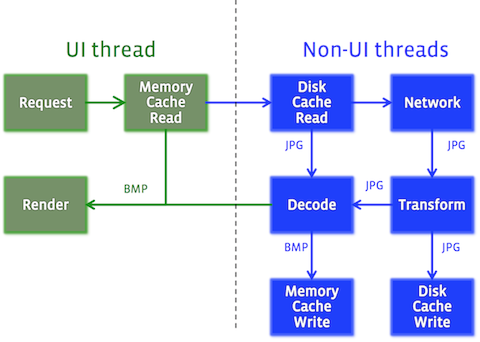 UI thread
Non-UI threads
Request
Memory
Cache
Read
Disk
Cache
Read
Network
JPG
JPG
BMP
JPG
Render
Decode
Transform
BMP
JPG
Memory
Cache
Write
Disk
Cache
Write